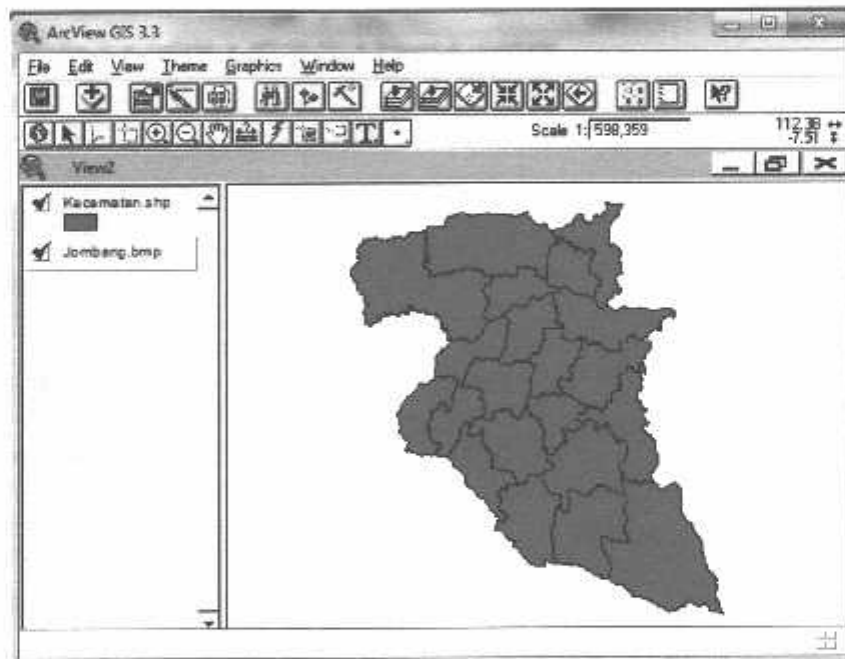 ArcView GIS 3.3
File Edit View Theme Graphics Window Help
Scale 1: 598,359
112.38
-7.51
View2
Kecamatan.shp
Jombang.bmp